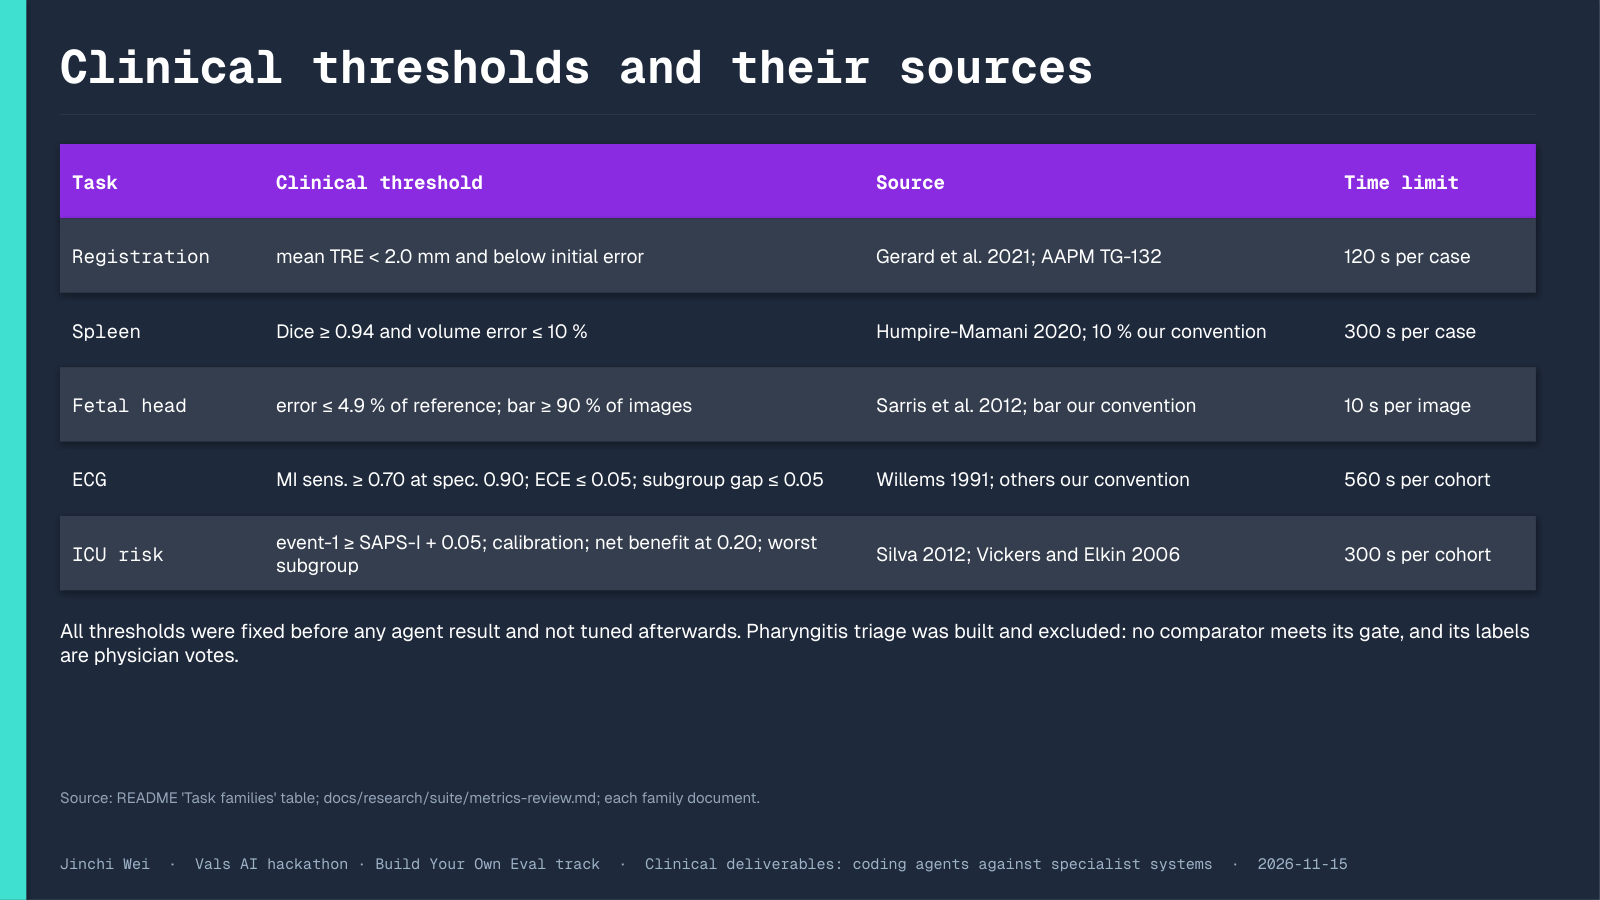 Clinical thresholds and their sources
Task Clinical threshold Source Time limit
Registration mean TRE < 2.0 mm and below initial error Gerard et al. 2021; AAPM TG-132 120 s per case
Spleen Dice ≥ 0.94 and volume error ≤ 10 % Humpire-Mamani 2020; 10 % our convention 300 s per case
Fetal head error ≤ 4.9 % of reference; bar ≥ 90 % of images Sarris et al. 2012; bar our convention 10 s per image
ECG MI sens. ≥ 0.70 at spec. 0.90; ECE ≤ 0.05; subgroup gap ≤ 0.05 Willems 1991; others our convention 560 s per cohort
ICU risk event-1 ≥ SAPS-I + 0.05; calibration; net benefit at 0.20; worst
subgroup Silva 2012; Vickers and Elkin 2006 300 s per cohort
All thresholds were fixed before any agent result and not tuned afterwards. Pharyngitis triage was built and excluded: no comparator meets its gate, and its labels
are physician votes.
Source: README 'Task families' table; docs/research/suite/metrics-review.md; each family document.
Jinchi Wei · Vals AI hackathon · Build Your Own Eval track · Clinical deliverables: coding agents against specialist systems · 2026-11-15